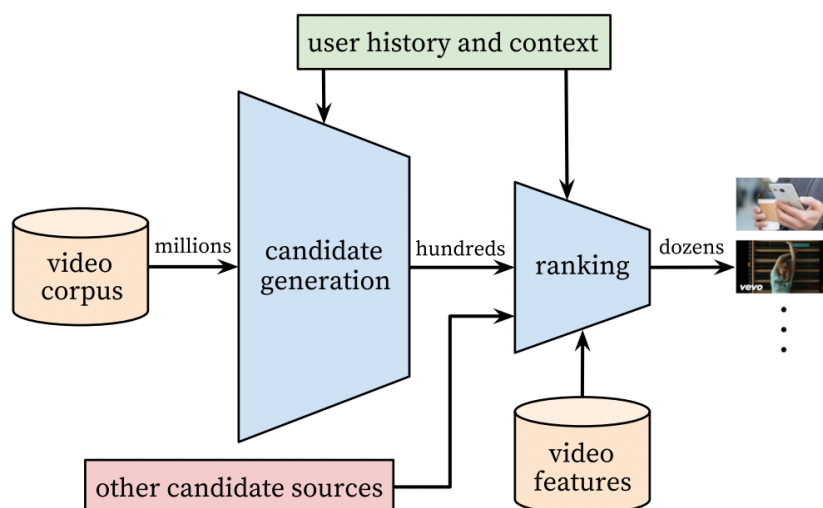 user history and context
video
corpus
millions
candidate
generation
hundreds
ranking
dozens
vevo
other candidate sources
video
features